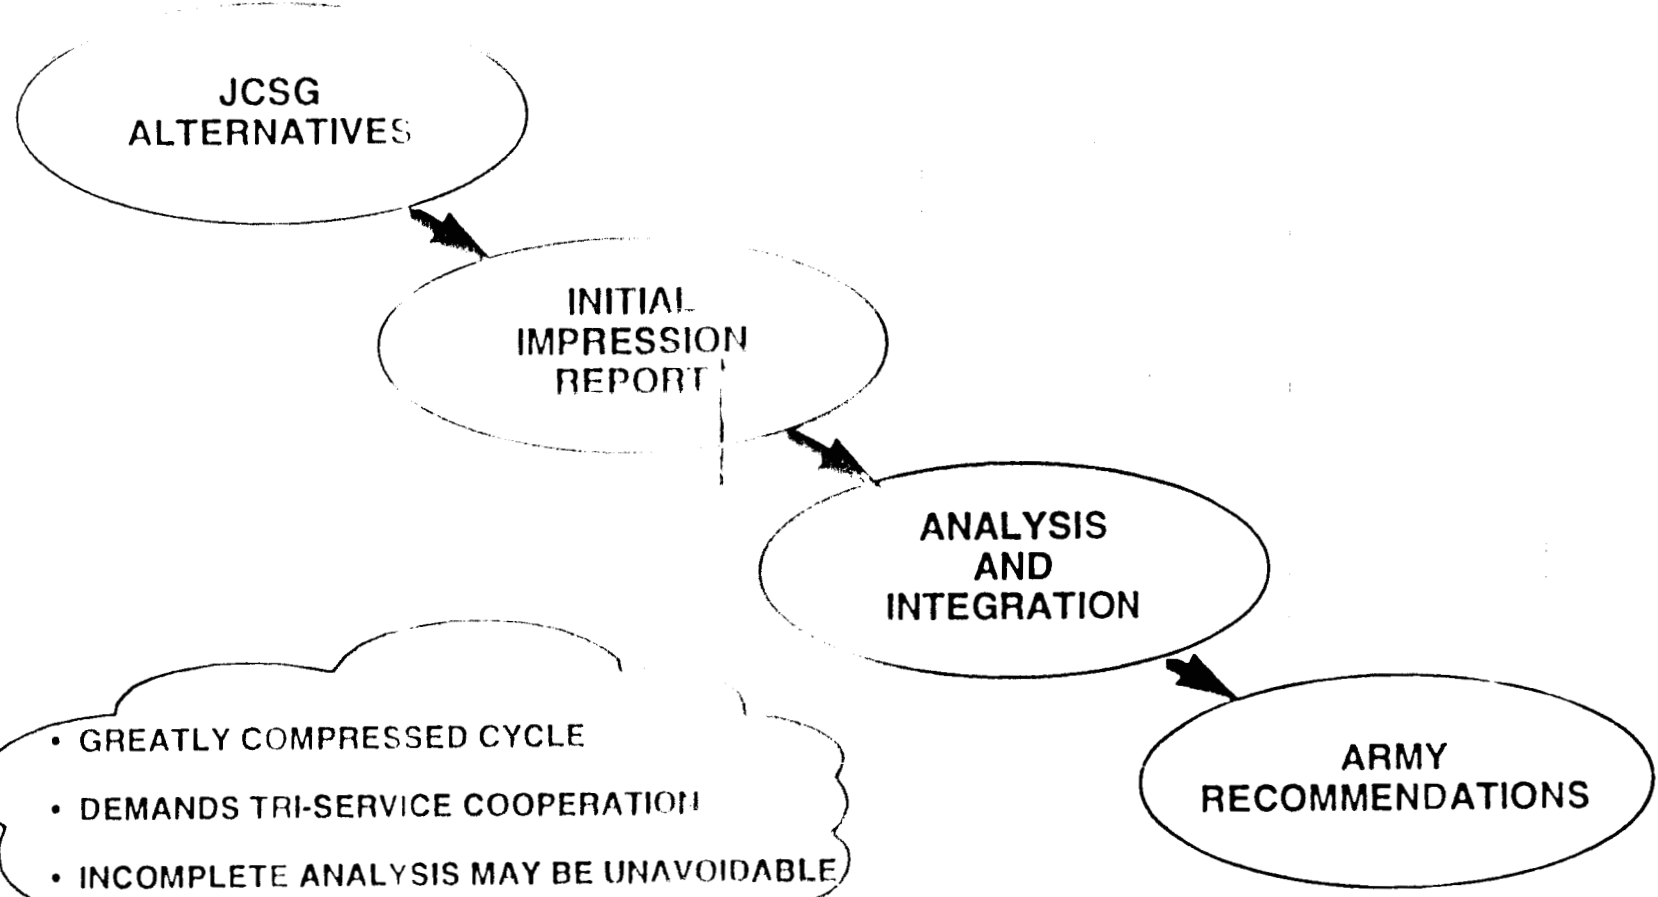 JCSG
ALTERNATIVES
INITIAL
IMPRESSION
REPORT
ANALYSIS
AND
INTEGRATION
ARMY
RECOMMENDATIONS
• GREATLY COMPRESSED CYCLE
• DEMANDS TRI-SERVICE COOPERATION
• INCOMPLETE ANALYSIS MAY BE UNAVOIDABLE